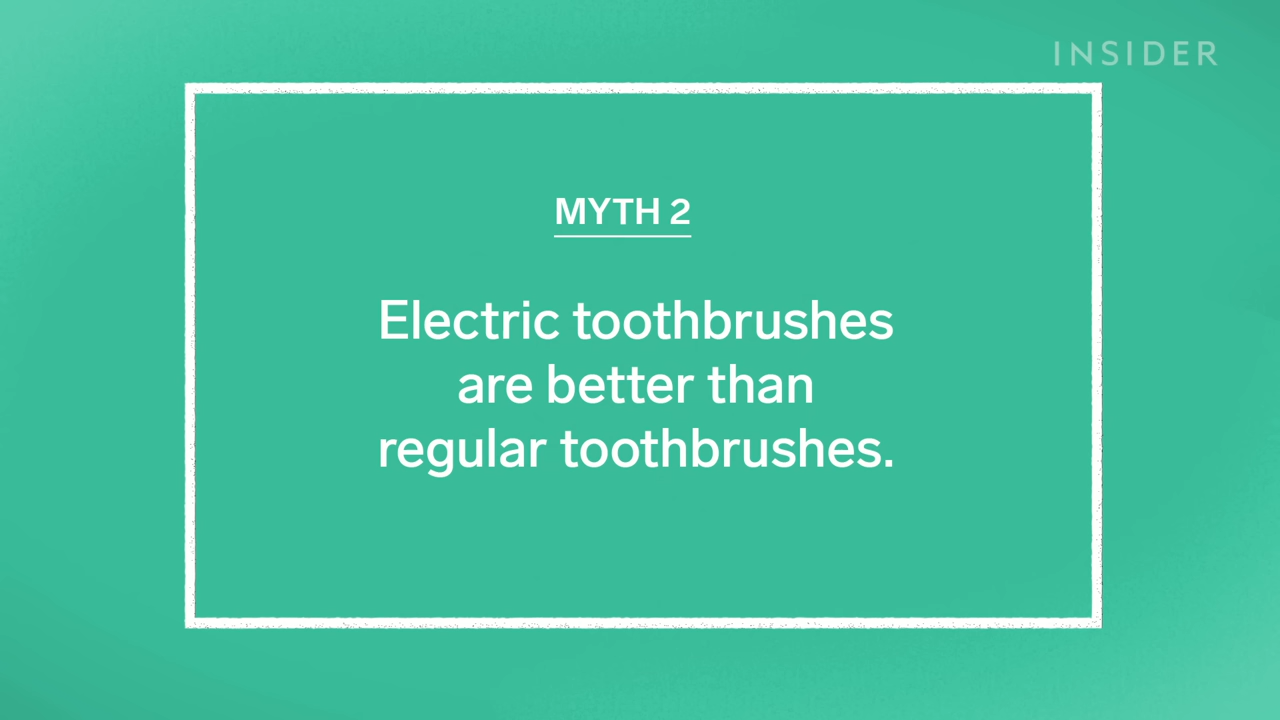 INSIDER
MYTH 2
Electric toothbrushes
are better than
regular toothbrushes.